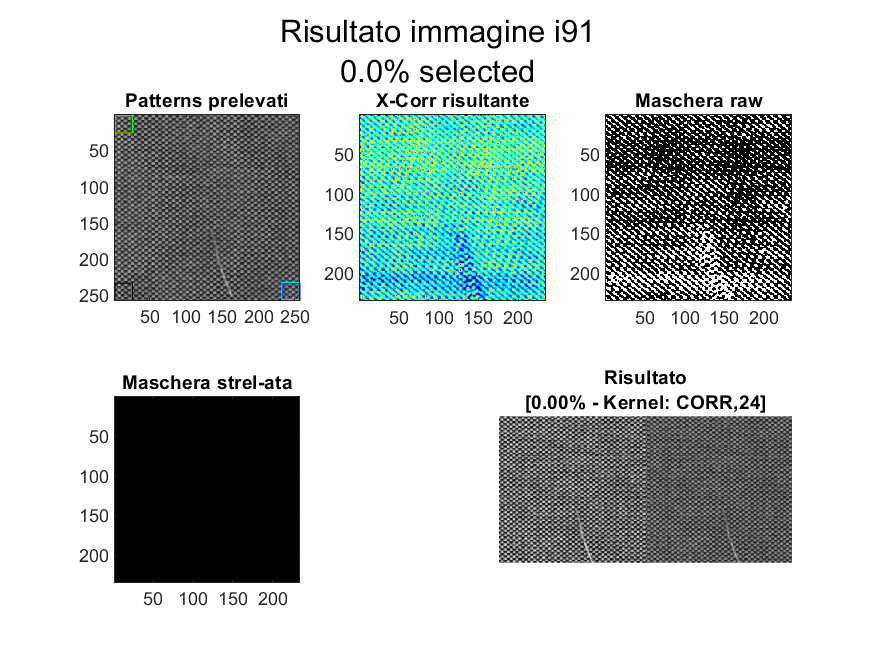 Risultato immagine i91
0.0% selected
Patterns prelevati
50
100
150
200
250
50 100 150 200 250
X-Corr risultante
50
100
150
200
50 100 150 200
Maschera raw
50
100
150
200
50 100 150 200
Maschera strel-ata
50
100
150
200
50 100 150 200
Risultato
[0.00% - Kernel: CORR,24]